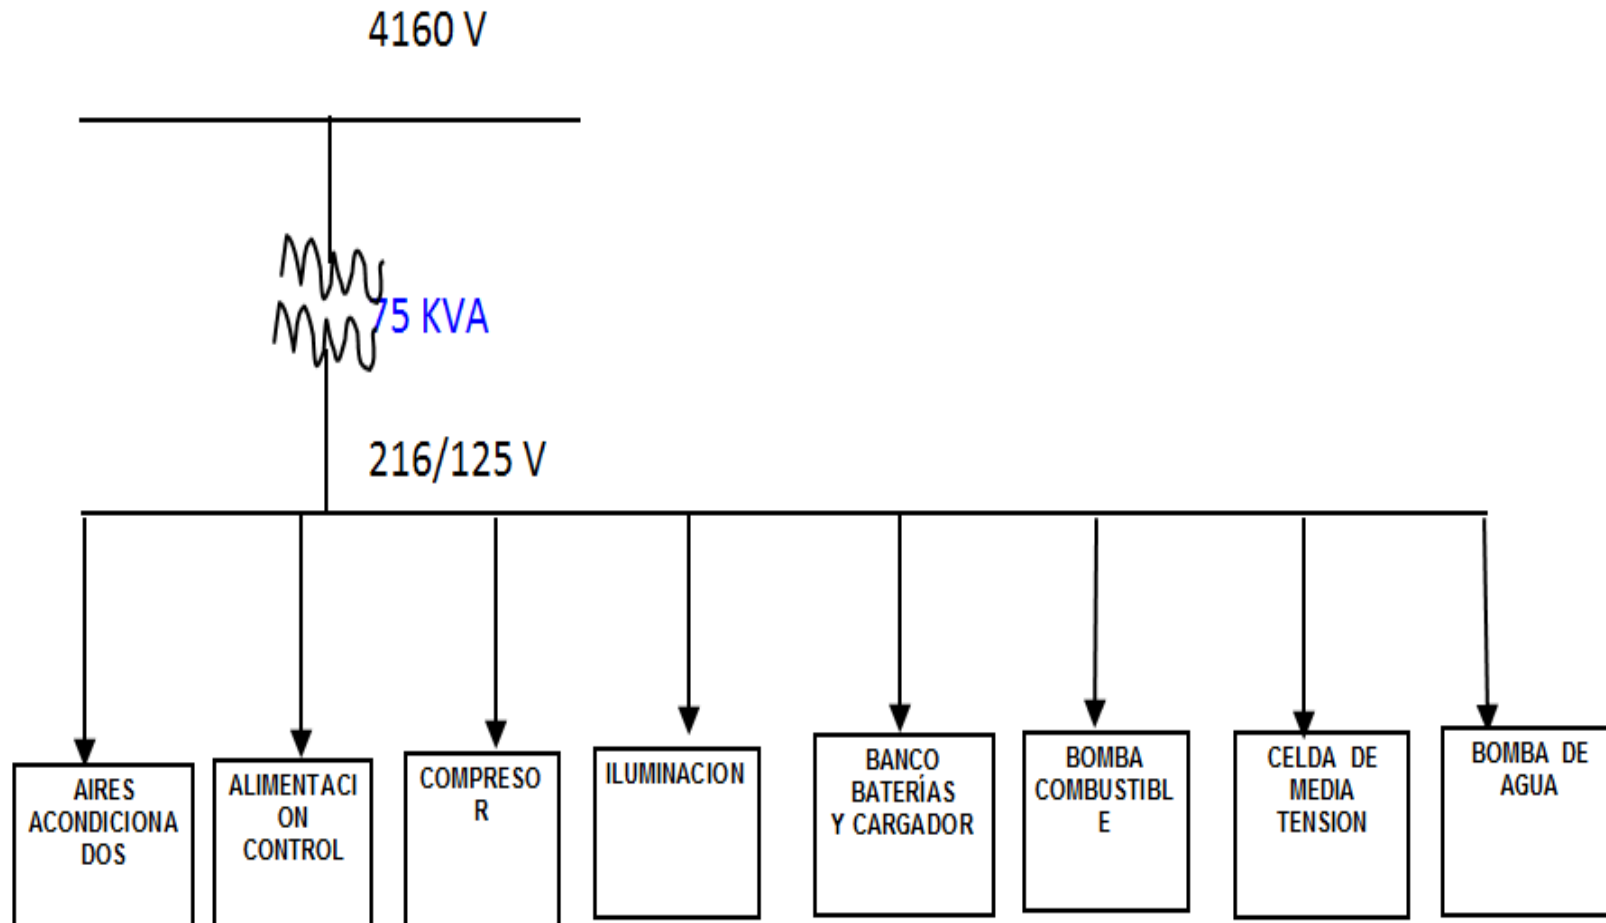 4160 V
75 KVA
216/125 V
AIRES
ACONDICIONA
DOS
ALIMENTACI
ON
CONTROL
COMPRESO
R
ILUMINACION
BANCO
BATERÍAS
Y CARGADOR
BOMBA
COMBUSTIBL
E
CELDA DE
MEDIA
TENSION
BOMBA DE
AGUA